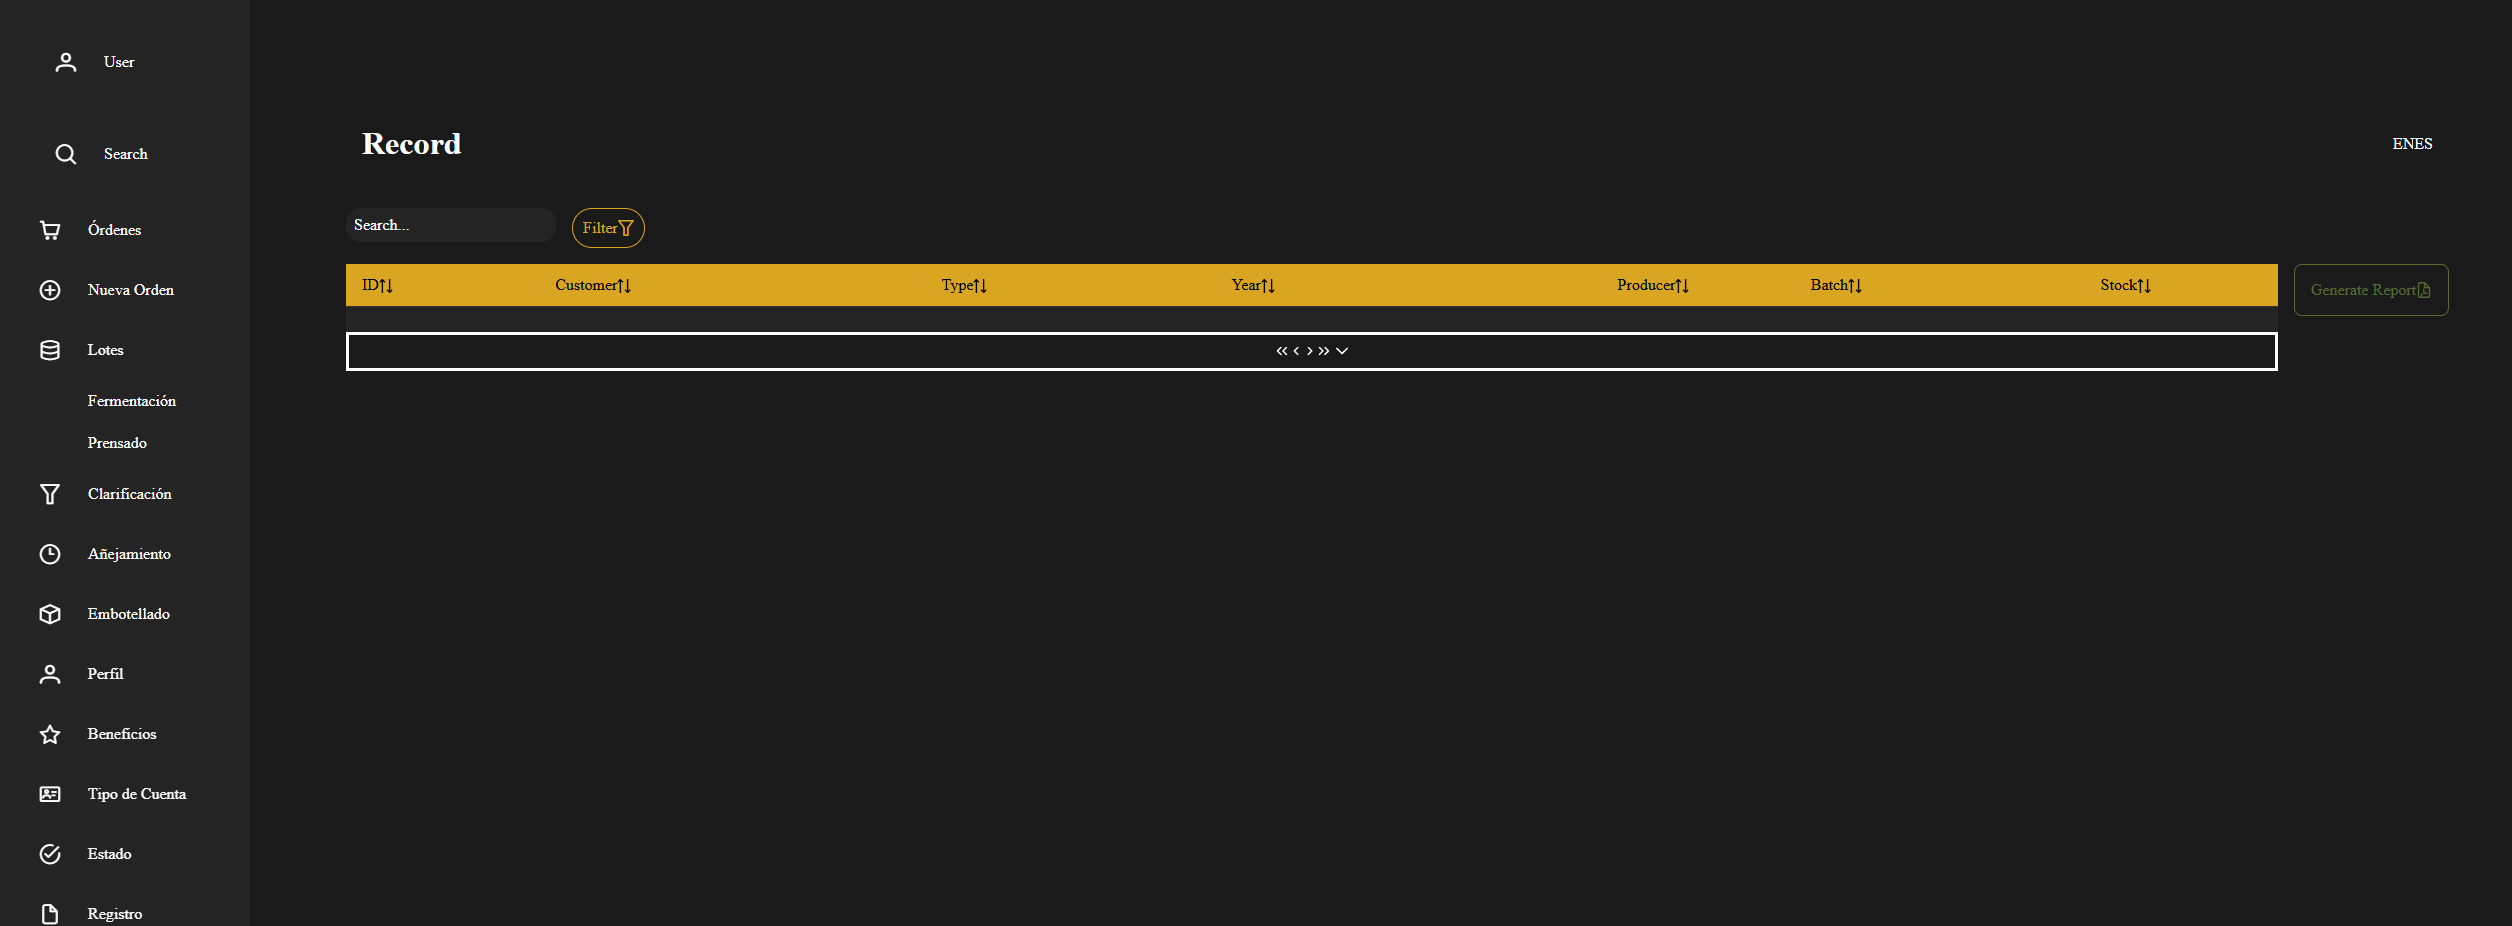 User
Search
Órdenes
Nueva Orden
Lotes
Fermentación
Prensado
Clarificación
Añejamiento
Embotellado
Perfil
Beneficios
Tipo de Cuenta
Estado
Registro
Record
ENES
Search...
Filter
ID Customer Type Year Producer Batch Stock
Generate Report